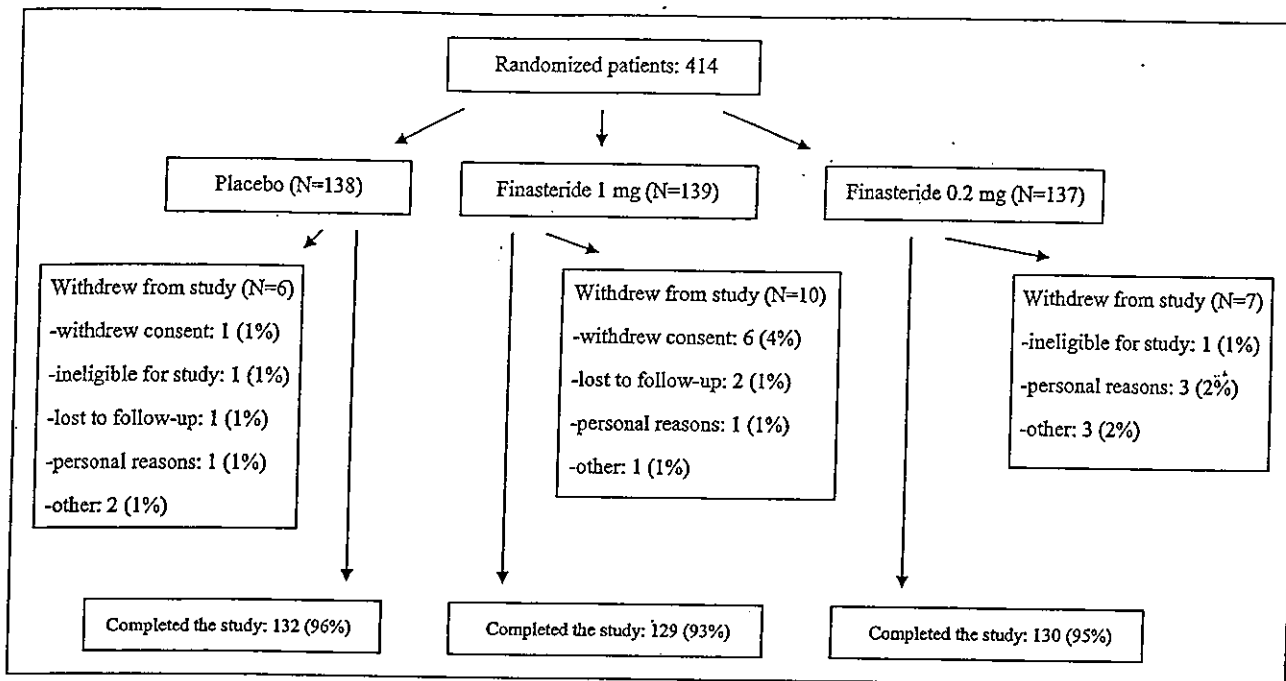 Randomized patients: 414
Placebo (N=138)
Finasteride 1 mg (N=139)
Finasteride 0.2 mg (N=137)
Withdrew from study (N=6)
-withdrew consent: 1 (1%)
-ineligible for study: 1 (1%)
-lost to follow-up: 1 (1%)
-personal reasons: 1 (1%)
-other: 2 (1%)
Withdrew from study (N=10)
-withdrew consent: 6 (4%)
-lost to follow-up: 2 (1%)
-personal reasons: 1 (1%)
-other: 1 (1%)
Withdrew from study (N=7)
-ineligible for study: 1 (1%)
-personal reasons: 3 (2%)
-other: 3 (2%)
Completed the study: 132 (96%)
Completed the study: 129 (93%)
Completed the study: 130 (95%)